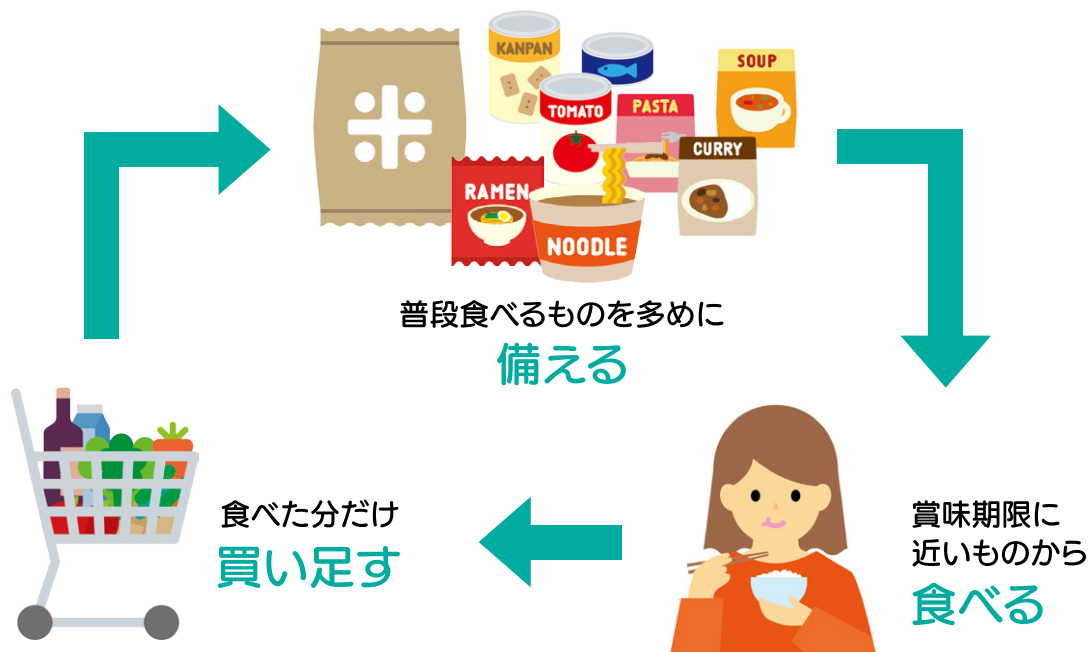 KANPAN
TOMATO
PASTA
SOUP
CURRY
RAMEN
NOODLE
普段食べるものを多めに
備える
賞味期限に
近いものから
食べる
食べた分だけ
買い足す